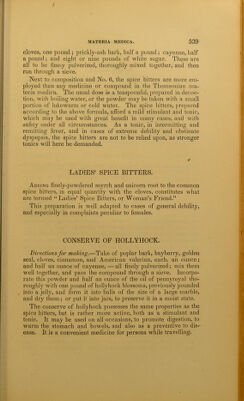 MATERIA MEDICA. 539
cloves, one pound; prickly-ash bark, half a pound; cayenne, half
a pound; and eight or nine pounds of white sugar. These are
all to be finely pulverized, thoroughly mixed together, and then
run through a sieve.
Next to composition and No. 6, the spice bitters are more em-
ployed than any medicine or compound in the Thomsonian ma-
teria medica. The usual dose is a teaspoonful, prepared in decoc-
tion, with boiling water, or the powder may be taken with a small
portion of lukewarm or cold water. The spice bitters, prepared
according to the above formula, afford a mild stimulant and tonic,
which may be used with great benefit in many cases, and with
safety under all circumstances. As a tonic, in intermitting and
remitting fever, and in cases of extreme debility and obstinate
dyspepsia, the spice bitters are not to be relied upon, as stronger
tonics will here be demanded.
LADIES' SPICE BITTERS.
Adding finely-powdered myrrh and unicorn root to the common
spice bitters, in equal quantity with the cloves, constitutes what
are termed "Ladies' Spice Bitters, or Woman's Friend."
This preparation is well adapted to cases of general debility,
and especially in complaints peculiar to females.
CONSERVE OF HOLLYHOCK.
Directions for making.—Take of poplar bark, bayberry, golden
seal, cloves, cinnamon, and American valerian, each, an ounce;
and half an ounce of cayenne,—all finely pulverized; mix them
well together, and pass the compound through a sieve. Incorpo-
rate this powder and half an ounce of the oil of pennyroyal tho-
roughly with one pound of hollyhock blossoms, previously pounded
into a jelly, and form it into balls of the size of a large marble,
and dry them; or put it into jars, to preserve it in a moist state.
The conserve of hollyhock possesses the same properties as the
spice bitters, but is rather more active, both as a stimulant and
tonic. It may be used on all occasions, to promote digestion, to
warm the stomach and bowels, and also as a preventive to dis-
ease. It is a convenient medicine for persons while travelling.